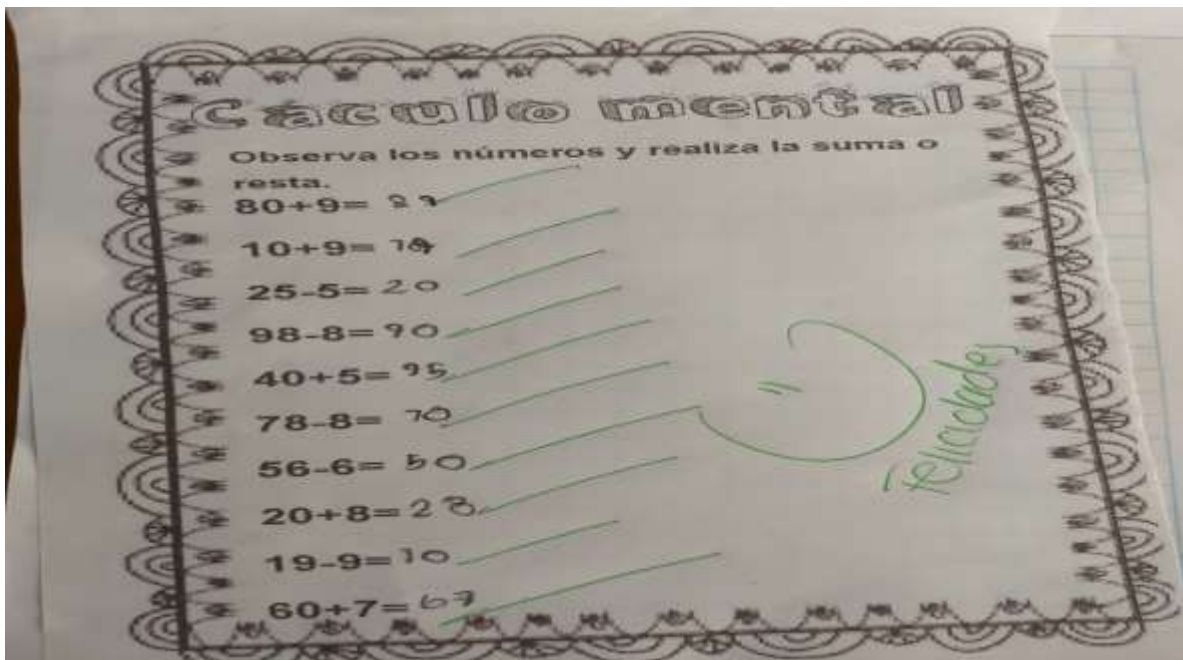 Caculo mental
Observa los números y realiza la suma o
resta.
80+9= 89
10+9= 19
25-5= 20
98-8= 90
40+5= 95
78-8= 70
56-6= 50
20+8= 28
19-9= 10
60+7= 67
Felicidades